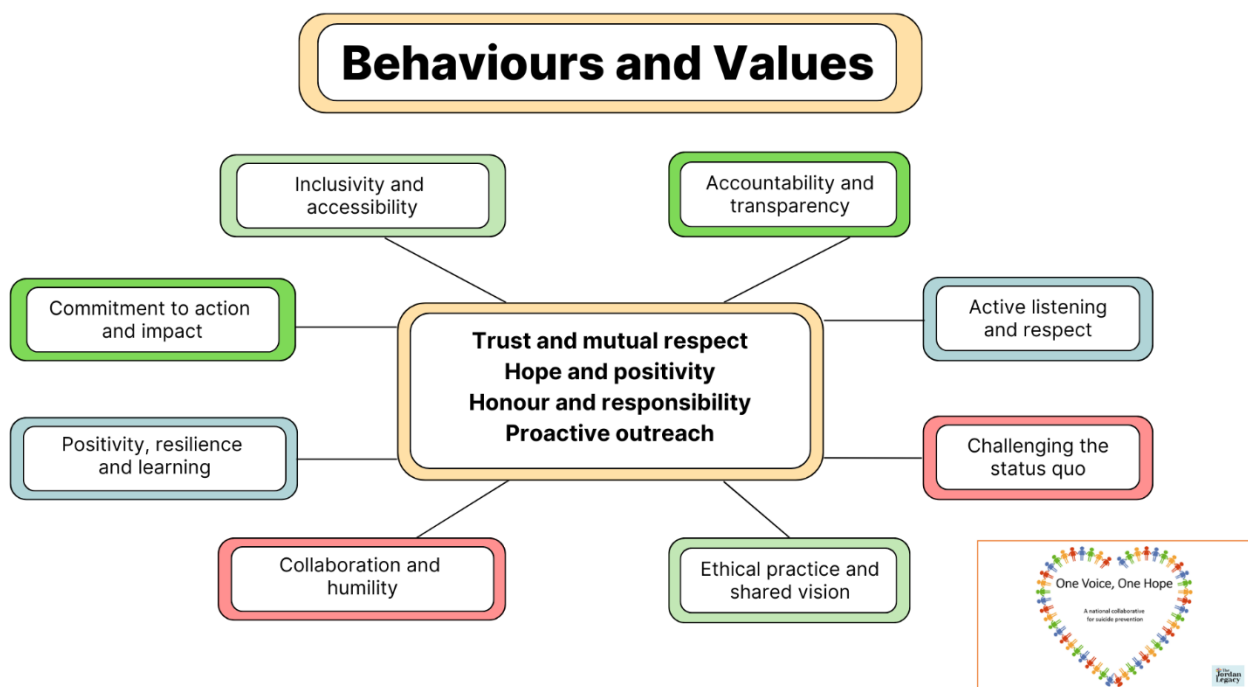 Behaviours and Values
Inclusivity and
accessibility
Accountability and
transparency
Commitment to action
and impact
Active listening
and respect
Trust and mutual respect
Hope and positivity
Honour and responsibility
Proactive outreach
Positivity, resilience
and learning
Challenging the
status quo
Collaboration and
humility
Ethical practice and
shared vision
One Voice, One Hope
A national collaborative
for suicide prevention
the
Jordan
Legacy